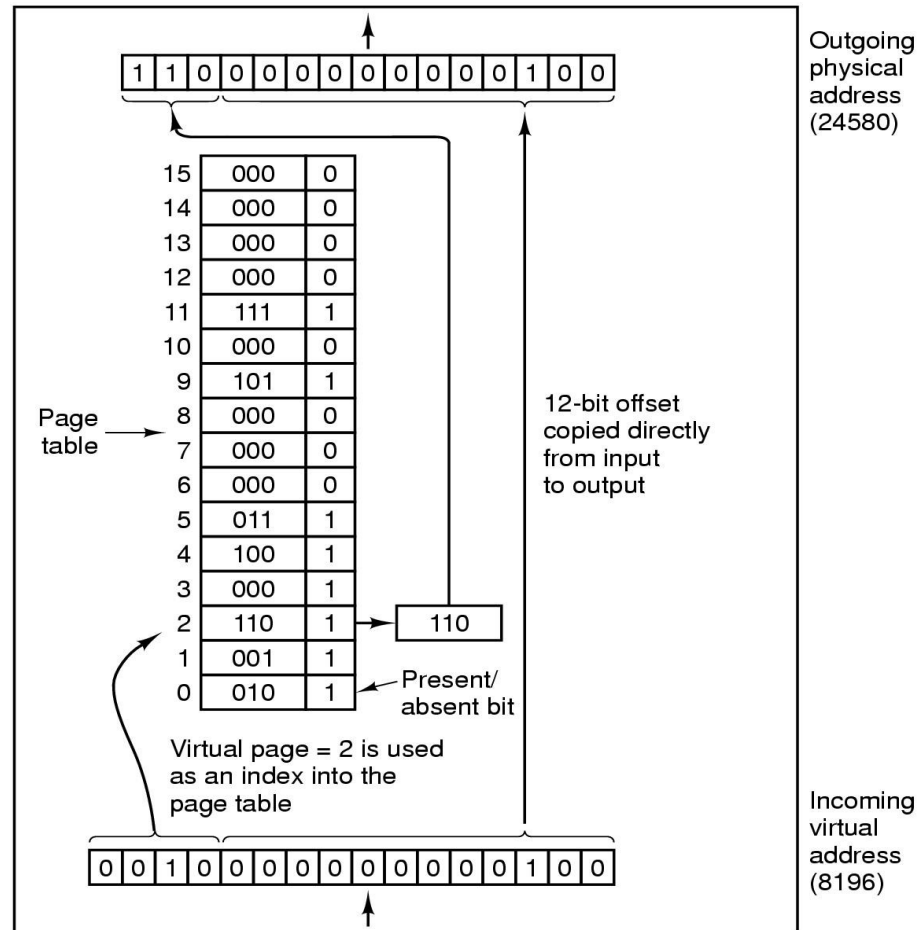 1 1 0 0 0 0 0 0 0 0 0 0 1 0 0
Outgoing
physical
address
(24580)
15 000 0
14 000 0
13 000 0
12 000 0
11 111 1
10 000 0
9 101 1
8 000 0
7 000 0
6 000 0
5 011 1
4 100 1
3 000 1
2 110 1 110
1 001 1
0 010 1
Page
table
12-bit offset
copied directly
from input
to output
Present/
absent bit
Virtual page = 2 is used
as an index into the
page table
0 0 1 0 0 0 0 0 0 0 0 0 0 1 0 0
Incoming
virtual
address
(8196)